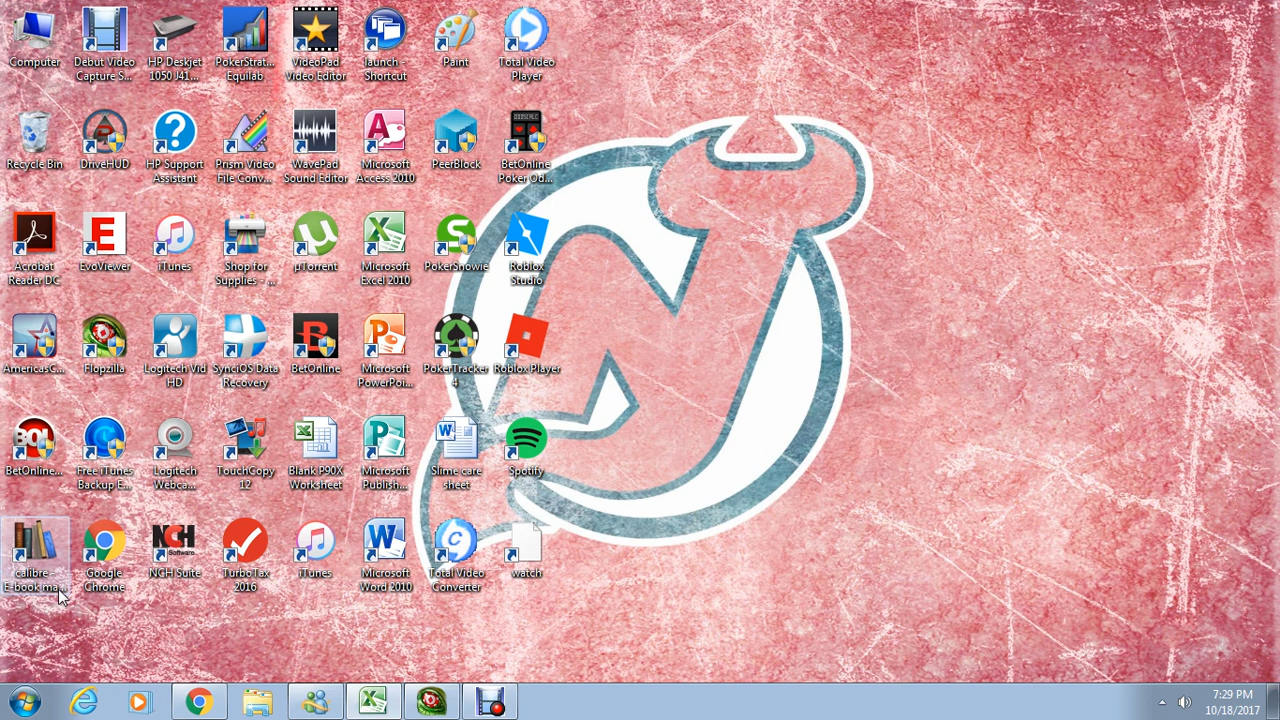 Computer
Debut Video
Capture S...
HP Deskjet
1050 J41...
PokerStrat...
Equilab
VideoPad
Video Editor
launch -
Shortcut
Paint
Total Video
Player
Recycle Bin
DriveHUD
HP Support
Assistant
Prism Video
File Conv...
WavePad
Sound Editor
Microsoft
Access 2010
PeerBlock
BetOnline
Poker Od...
Acrobat
Reader DC
EvoViewer
iTunes
Shop for
Supplies - ...
µTorrent
Microsoft
Excel 2010
PokerSnowie
Roblox
Studio
AmericasC...
Flopzilla
Logitech Vid
HD
SynciOS Data
Recovery
BetOnline
Microsoft
PowerPoi...
PokerTracker
4
Roblox Player
BOL
BetOnline...
Free iTunes
Backup E...
Logitech
Webca...
TouchCopy
12
Blank P90X
Worksheet
Microsoft
Publish...
Slime care
sheet
Spotify
calibre -
E-book ma...
Google
Chrome
NCH
Software
NCH Suite
TurboTax
2016
iTunes
Microsoft
Word 2010
Total Video
Converter
watch
7:29 PM
10/18/2017